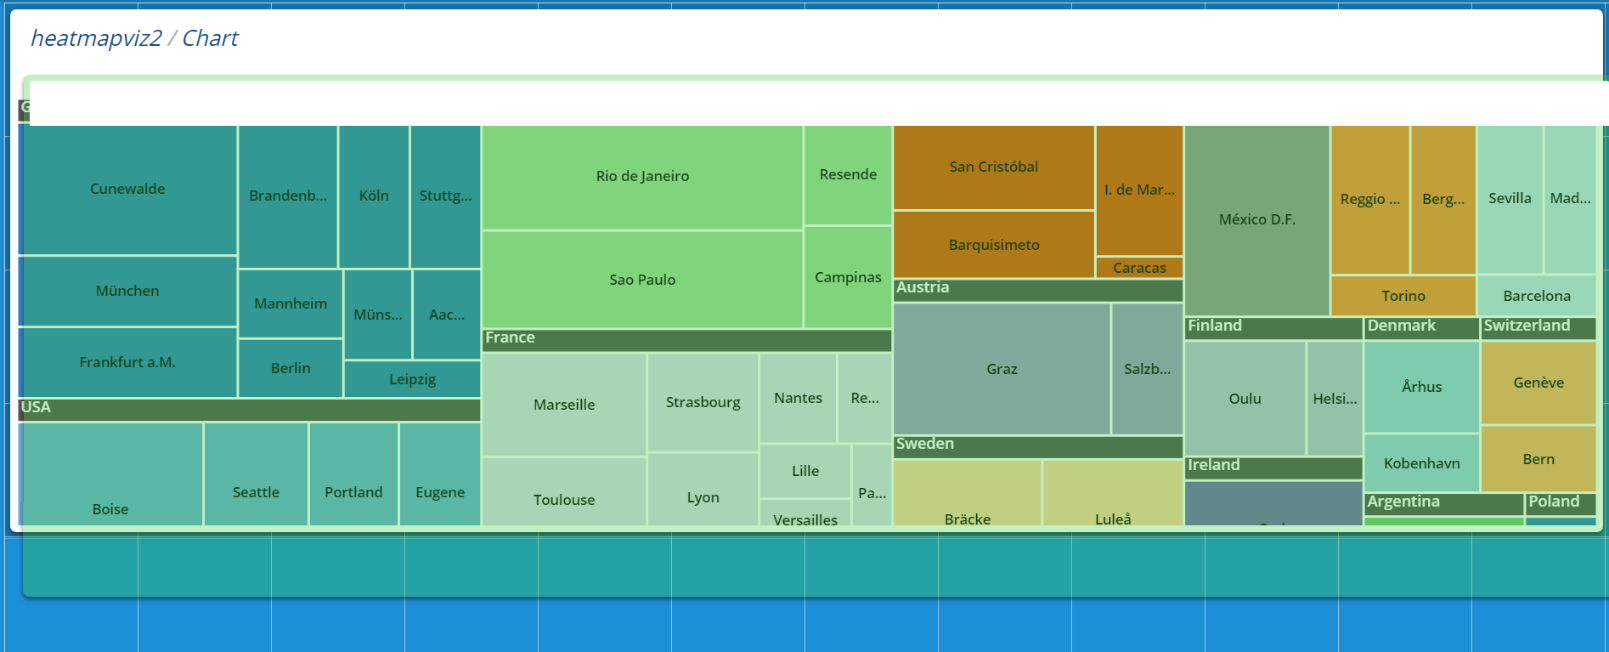 heatmapviz2 / Chart
G
Cunewalde
Brandenb...
Köln
Stuttg...
München
Mannheim
Müns...
Aac...
Frankfurt a.M.
Berlin
Leipzig
USA
Boise
Seattle
Portland
Eugene
Rio de Janeiro
Resende
Sao Paulo
Campinas
France
Marseille
Strasbourg
Nantes
Re...
Toulouse
Lyon
Lille
Pa...
Versailles
San Cristóbal
I. de Mar...
Barquisimeto
Caracas
Austria
Graz
Salzb...
Sweden
Bräcke
Luleå
México D.F.
Reggio ...
Berg...
Torino
Sevilla
Mad...
Barcelona
Finland
Oulu
Helsi...
Ireland
Denmark
Århus
Kobenhavn
Switzerland
Genève
Bern
Argentina
Poland